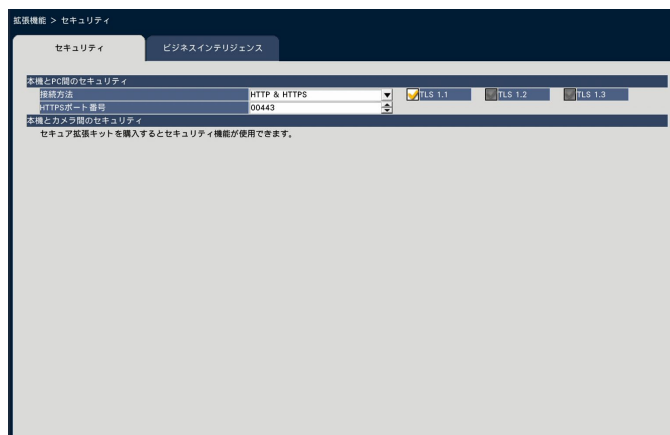 拡張機能 > セキュリティ
セキュリティ ビジネスインテリジェンス
本機とPC間のセキュリティ
接続方法 HTTP & HTTPS TLS 1.1 TLS 1.2 TLS 1.3
HTTPSポート番号 00443
本機とカメラ間のセキュリティ
セキュア拡張キットを購入するとセキュリティ機能が使用できます。